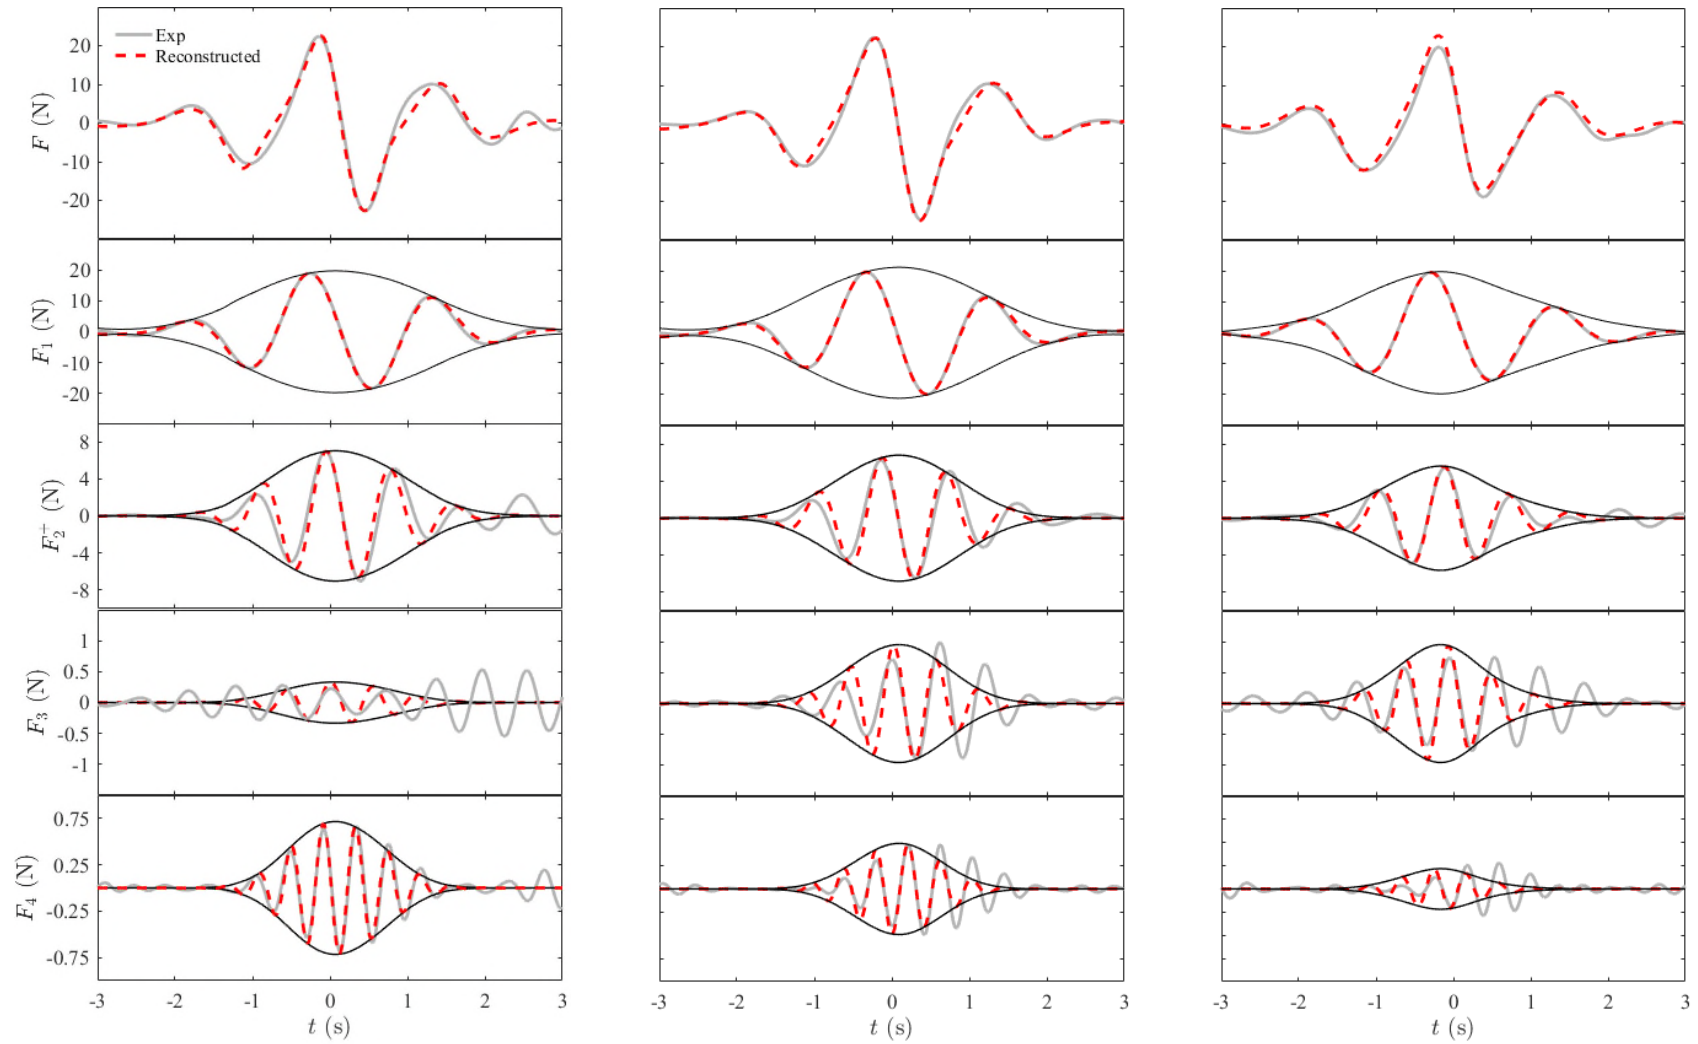 Exp
Reconstructed
F (N)
20
10
0
-10
-20
F₁ (N)
20
10
0
-10
-20
F₂⁺ (N)
8
4
0
-4
-8
F₃ (N)
1
0.5
0
-0.5
-1
F₄ (N)
0.75
0.25
-0.25
-0.75
-3 -2 -1 0 1 2 3
t (s)
-3 -2 -1 0 1 2 3
t (s)
-3 -2 -1 0 1 2 3
t (s)